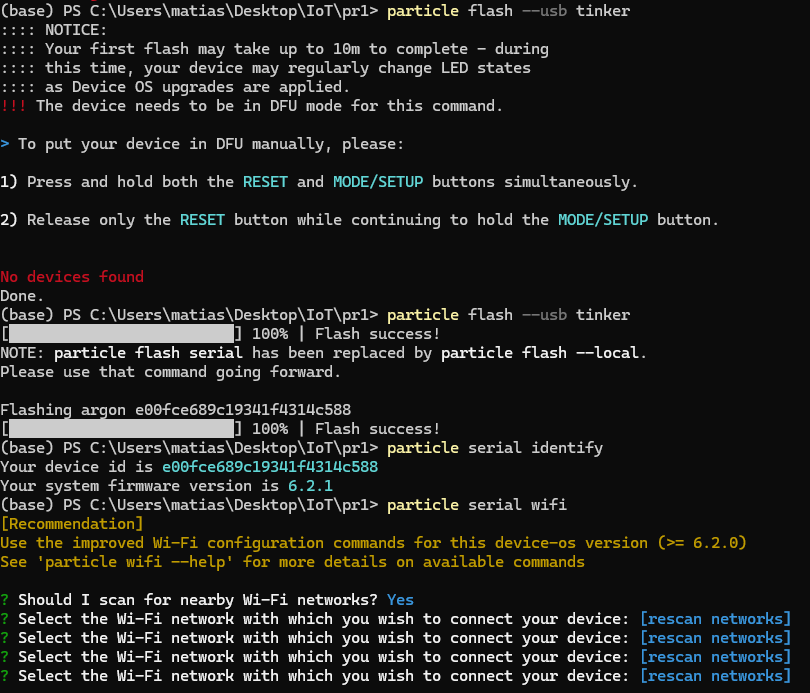 (base) PS C:\Users\matias\Desktop\IoT\pr1> particle flash --usb tinker
:::: NOTICE:
:::: Your first flash may take up to 10m to complete - during
:::: this time, your device may regularly change LED states
:::: as Device OS upgrades are applied.
!!! The device needs to be in DFU mode for this command.
> To put your device in DFU manually, please:
1) Press and hold both the RESET and MODE/SETUP buttons simultaneously.
2) Release only the RESET button while continuing to hold the MODE/SETUP button.
No devices found
Done.
(base) PS C:\Users\matias\Desktop\IoT\pr1> particle flash --usb tinker
[                         ] 100% | Flash success!
NOTE: particle flash serial has been replaced by particle flash --local.
Please use that command going forward.
Flashing argon e00fce689c19341f4314c588
[                         ] 100% | Flash success!
(base) PS C:\Users\matias\Desktop\IoT\pr1> particle serial identify
Your device id is e00fce689c19341f4314c588
Your system firmware version is 6.2.1
(base) PS C:\Users\matias\Desktop\IoT\pr1> particle serial wifi
[Recommendation]
Use the improved Wi-Fi configuration commands for this device-os version (>= 6.2.0)
See 'particle wifi --help' for more details on available commands
? Should I scan for nearby Wi-Fi networks? Yes
? Select the Wi-Fi network with which you wish to connect your device: [rescan networks]
? Select the Wi-Fi network with which you wish to connect your device: [rescan networks]
? Select the Wi-Fi network with which you wish to connect your device: [rescan networks]
? Select the Wi-Fi network with which you wish to connect your device: [rescan networks]